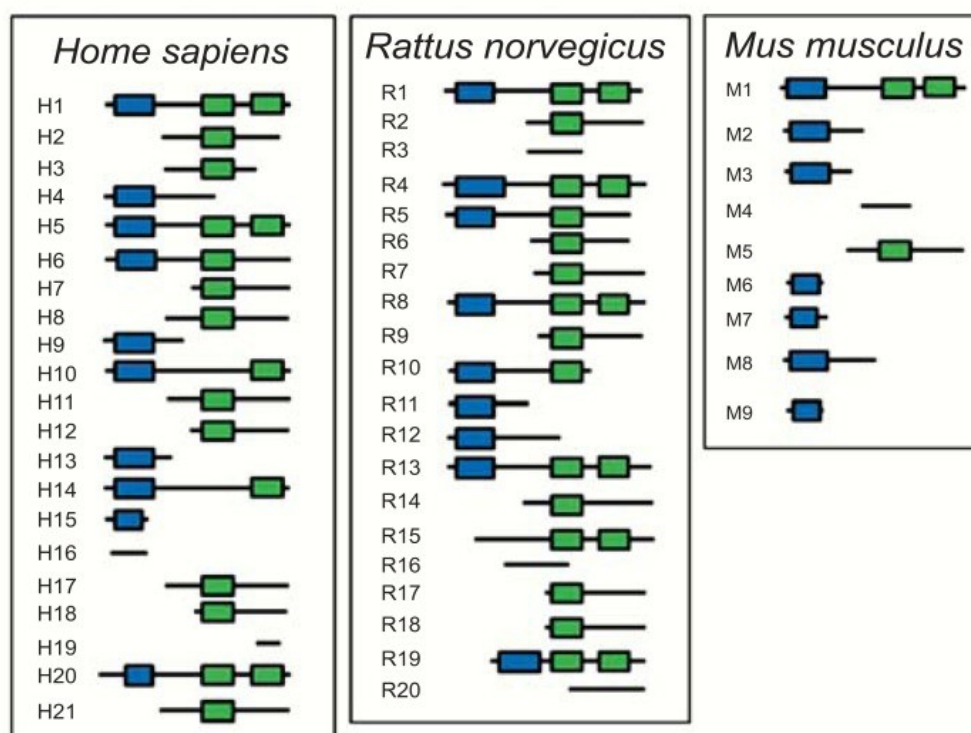 Home sapiens
H1
H2
H3
H4
H5
H6
H7
H8
H9
H10
H11
H12
H13
H14
H15
H16
H17
H18
H19
H20
H21
Rattus norvegicus
R1
R2
R3
R4
R5
R6
R7
R8
R9
R10
R11
R12
R13
R14
R15
R16
R17
R18
R19
R20
Mus musculus
M1
M2
M3
M4
M5
M6
M7
M8
M9